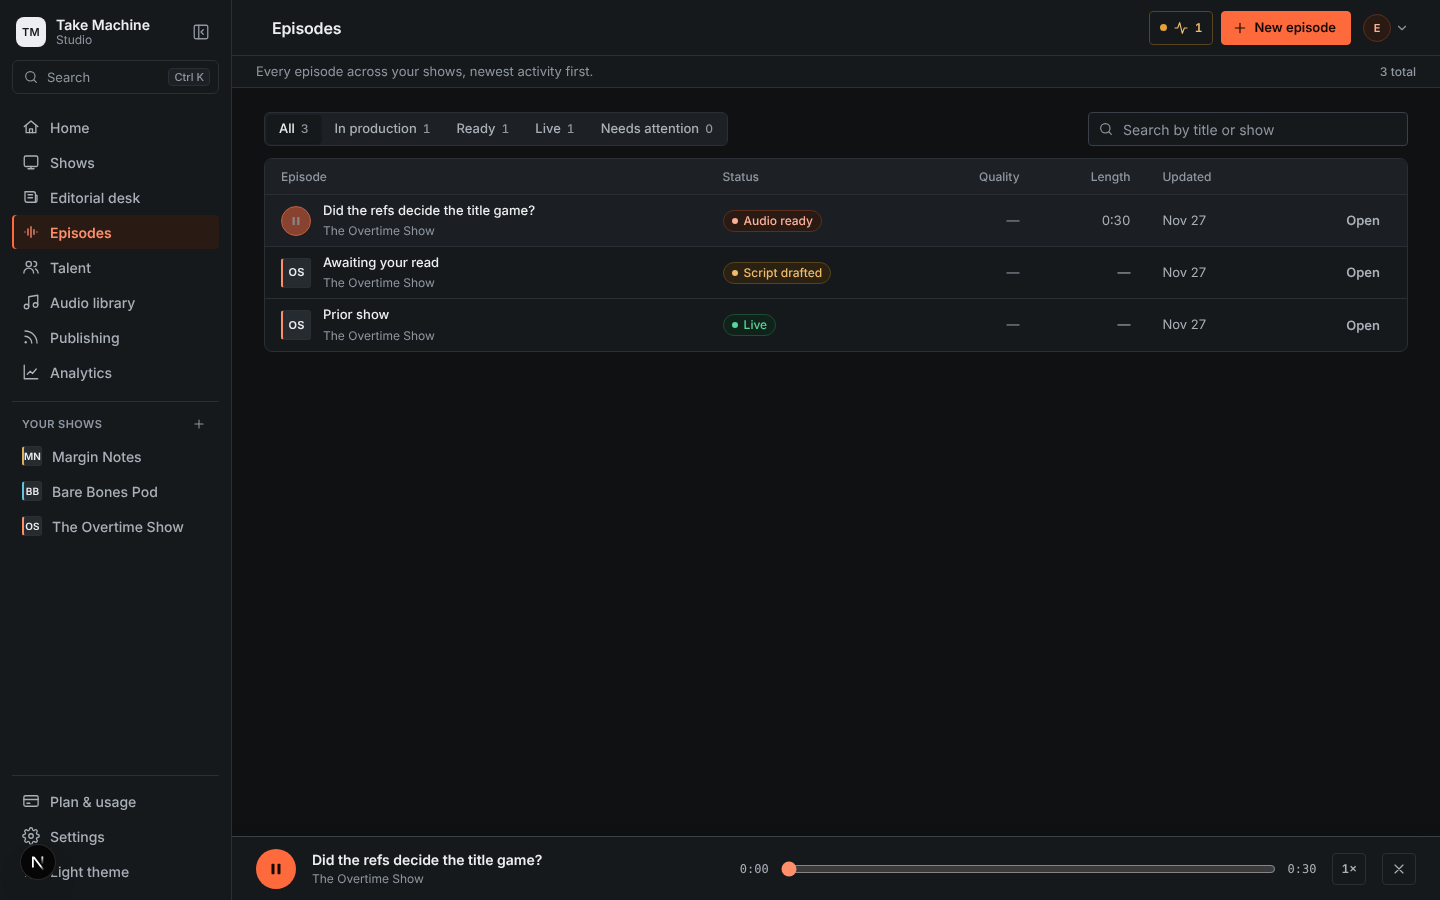 TM
Take Machine
Studio
Search
Ctrl K
Home
Shows
Editorial desk
Episodes
Talent
Audio library
Publishing
Analytics
YOUR SHOWS
MN Margin Notes
BB Bare Bones Pod
OS The Overtime Show
Plan & usage
Settings
N
Light theme
Episodes
1
New episode
E
Every episode across your shows, newest activity first.
3 total
All 3 In production 1 Ready 1 Live 1 Needs attention 0
Search by title or show
Episode Status Quality Length Updated
Did the refs decide the title game?
The Overtime Show
Audio ready — 0:30 Nov 27 Open
OS
Awaiting your read
The Overtime Show
Script drafted — — Nov 27 Open
OS
Prior show
The Overtime Show
Live — — Nov 27 Open
Did the refs decide the title game?
The Overtime Show
0:00
0:30
1×